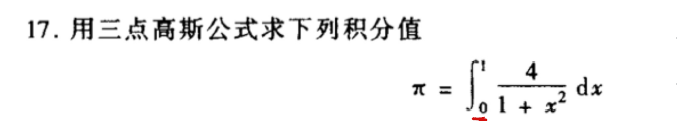 17. 用三点高斯公式求下列积分值
π = ∫₀¹ 4/(1 + x²) dx